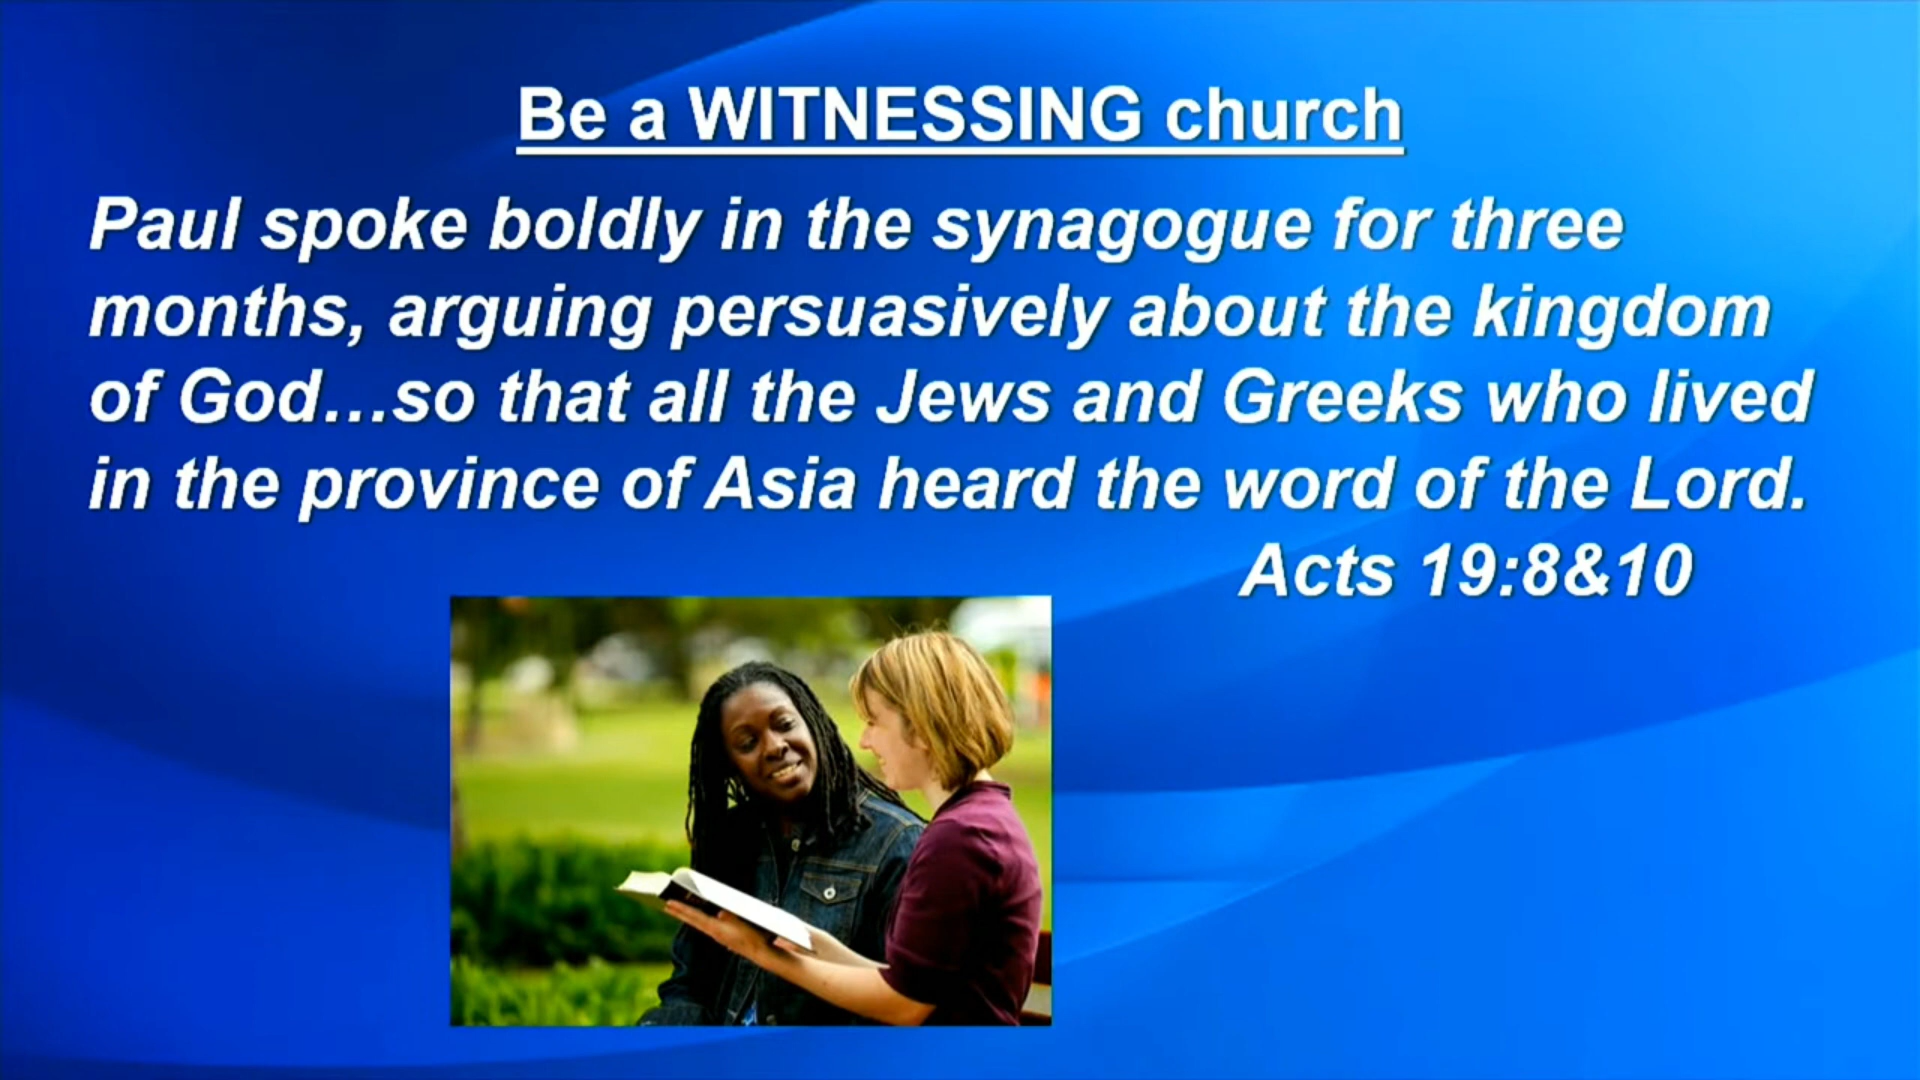 Be a WITNESSING church
Paul spoke boldly in the synagogue for three
months, arguing persuasively about the kingdom
of God...so that all the Jews and Greeks who lived
in the province of Asia heard the word of the Lord.
Acts 19:8&10